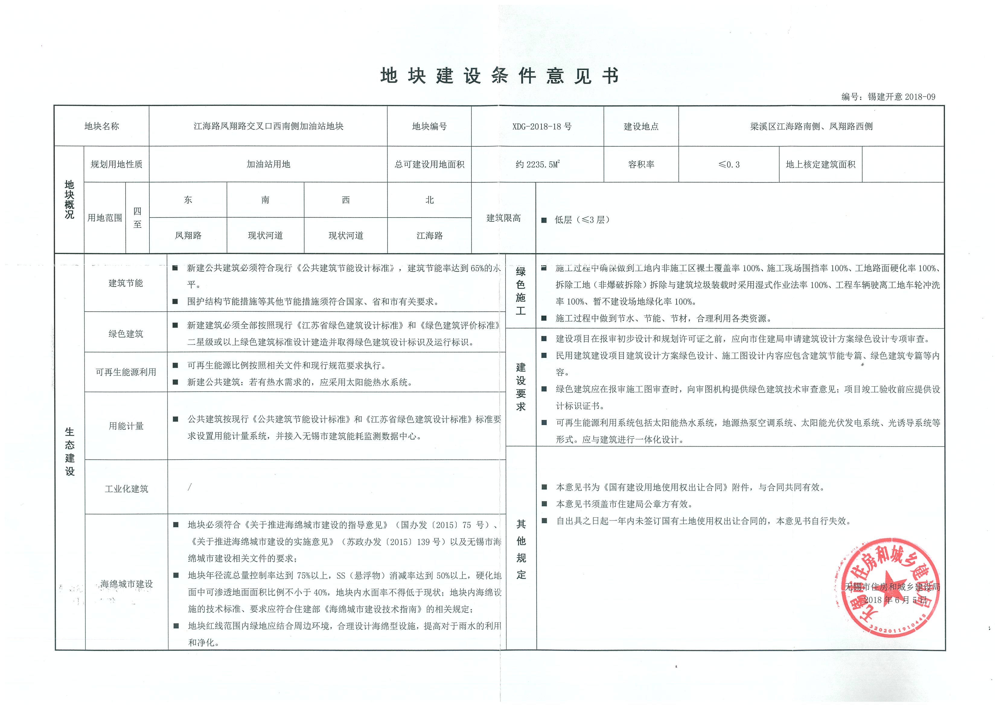 地块建设条件意见书
编号：锡建开意 2018-09
地块名称
江海路凤翔路交叉口西南侧加油站地块
地块编号
XDG-2018-18 号
建设地点
梁溪区江海路南侧、凤翔路西侧
地块概况
规划用地性质
加油站用地
总可建设用地面积
约 2235.5M²
容积率
≤0.3
地上核定建筑面积
用地范围
四至
东
南
西
北
凤翔路
现状河道
现状河道
江海路
建筑限高
■ 低层（≤3 层）
生态建设
建筑节能
■ 新建公共建筑必须符合现行《公共建筑节能设计标准》，建筑节能率达到 65%的水
平。
■ 围护结构节能措施等其他节能措施须符合国家、省和市有关要求。
绿色建筑
■ 新建建筑必须全部按照现行《江苏省绿色建筑设计标准》和《绿色建筑评价标准》
二星级或以上绿色建筑标准设计建造并取得绿色建筑设计标识及运行标识。
可再生能源利用
■ 可再生能源比例按照相关文件和现行规范要求执行。
■ 新建公共建筑：若有热水需求的，应采用太阳能热水系统。
用能计量
■ 公共建筑按现行《公共建筑节能设计标准》和《江苏省绿色建筑设计标准》标准要
求设置用能计量系统，并接入无锡市建筑能耗监测数据中心。
工业化建筑
/
海绵城市建设
■ 地块必须符合《关于推进海绵城市建设的指导意见》（国办发〔2015〕75 号）、
《关于推进海绵城市建设的实施意见》（苏政办发〔2015〕139 号）以及无锡市海
绵城市建设相关文件的要求；
■ 地块年径流总量控制率达到 75%以上，SS（悬浮物）消减率达到 50%以上，硬化地
面中可渗透地面面积比例不小于 40%，地块内水面率不得低于现状；地块内海绵设
施的技术标准、要求应符合住建部《海绵城市建设技术指南》的相关规定；
■ 地块红线范围内绿地应结合周边环境，合理设计海绵型设施，提高对于雨水的利用
和净化。
绿色施工
■ 施工过程中确保做到工地内非施工区裸土覆盖率 100%、施工现场围挡率 100%、工地路面硬化率 100%、
拆除工地（非爆破拆除）拆除与建筑垃圾装载时采用湿式作业法率 100%、工程车辆驶离工地车轮冲洗
率 100%、暂不建设场地绿化率 100%。
■ 施工过程中做到节水、节能、节材，合理利用各类资源。
建设要求
■ 建设项目在报审初步设计和规划许可证之前，应向市住建局申请建筑设计方案绿色设计专项审查。
■ 民用建筑建设项目建筑设计方案绿色设计、施工图设计内容应包含建筑节能专篇、绿色建筑专篇等内
容。
■ 绿色建筑应在报审施工图审查时，向审图机构提供绿色建筑技术审查意见；项目竣工验收前应提供设
计标识证书。
■ 可再生能源利用系统包括太阳能热水系统，地源热泵空调系统、太阳能光伏发电系统、光诱导系统等
形式。应与建筑进行一体化设计。
其他规定
■ 本意见书为《国有建设用地使用权出让合同》附件，与合同共同有效。
■ 本意见书须盖市住建局公章方有效。
■ 自出具之日起一年内未签订国有土地使用权出让合同的，本意见书自行失效。
无锡市住房和城乡建设局
2018 年 6 月 5 日
无锡市住房和城乡建设局
3202011910448